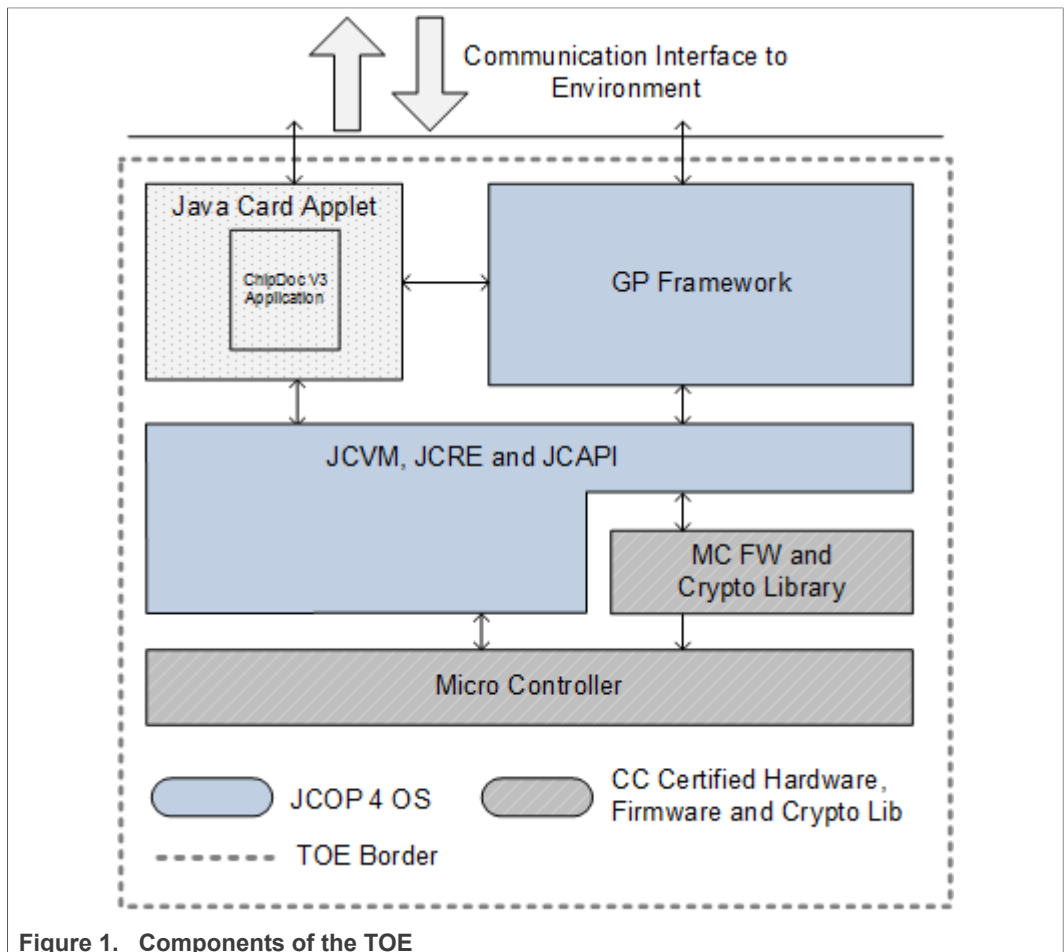 Communication Interface to
Environment
Java Card Applet
ChipDoc V3
Application
GP Framework
JCVM, JCRE and JCAPI
MC FW and
Crypto Library
Micro Controller
JCOP 4 OS
CC Certified Hardware,
Firmware and Crypto Lib
TOE Border
Figure 1. Components of the TOE